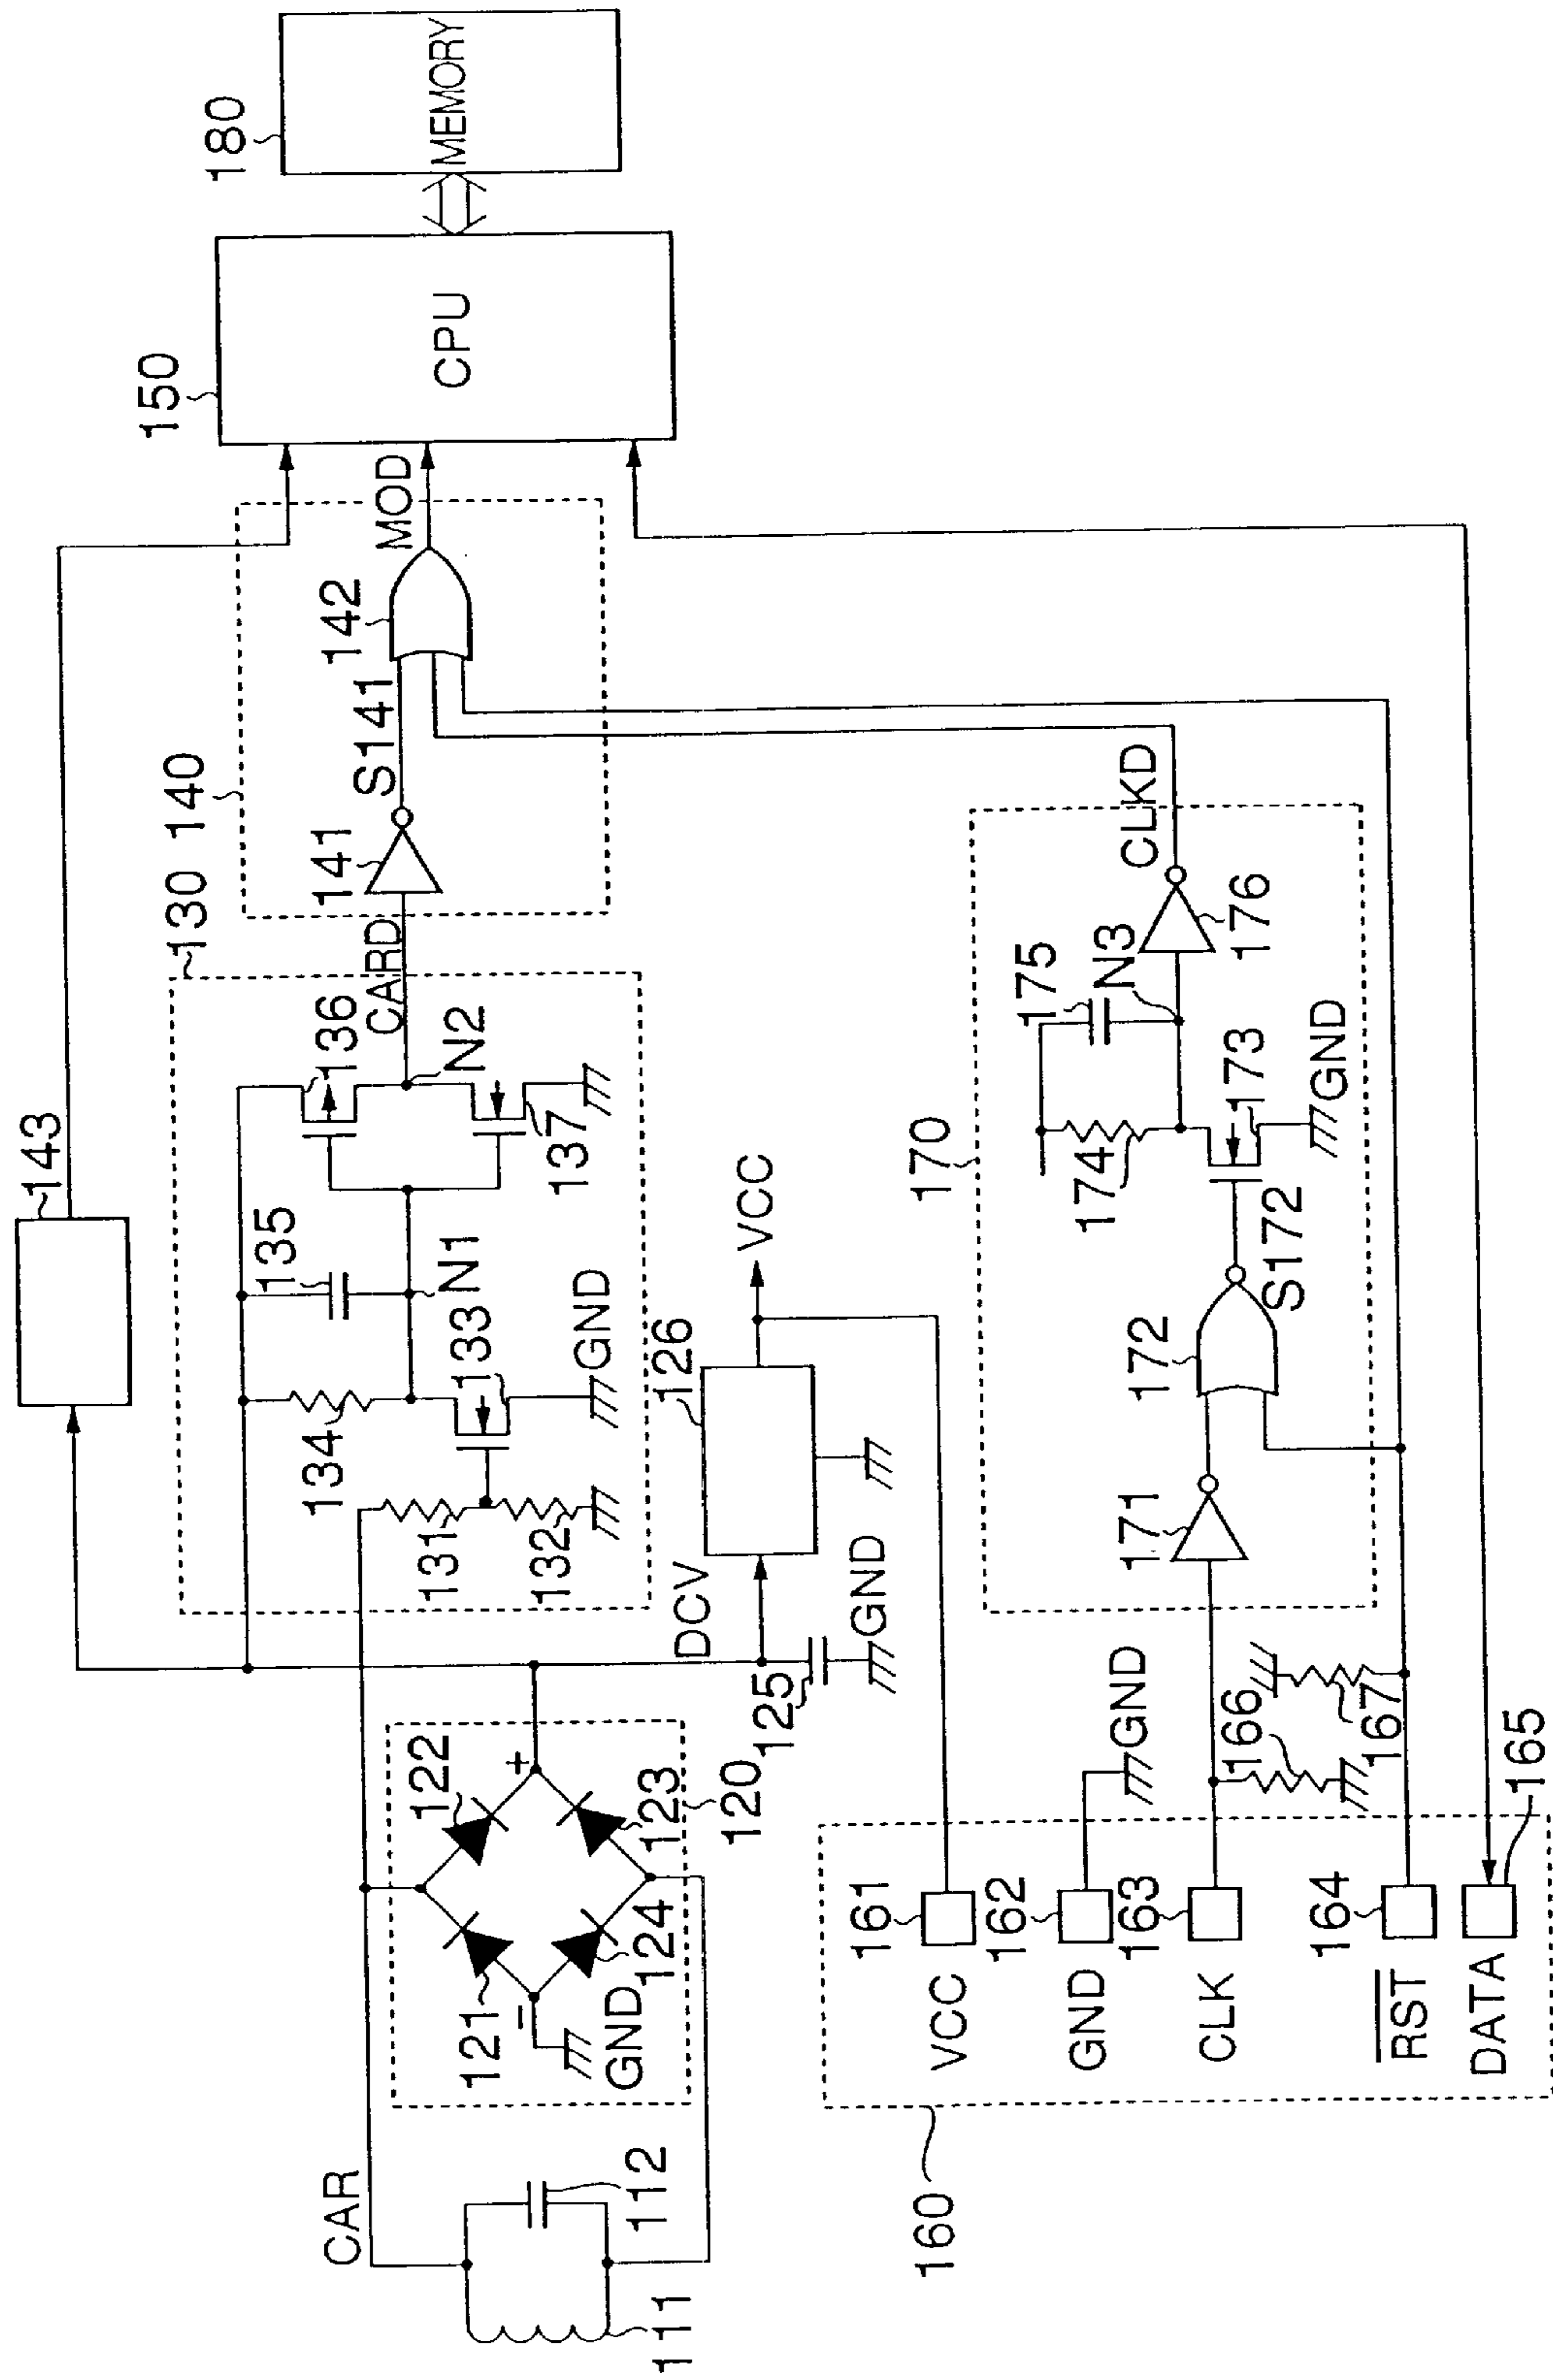 143
130
140
150
180
136
CARD
141
S141
142
MOD
CPU
MEMORY
135
N1
N2
134
133
137
GND
131
132
126
VCC
DCV
GND
125
CAR
122
+
123
120
121
124
-
GND
112
111
170
175
N3
CLKD
174
173
176
GND
172
S172
171
GND
166
167
160
161
VCC
162
GND
163
CLK
164
RST
165
DATA